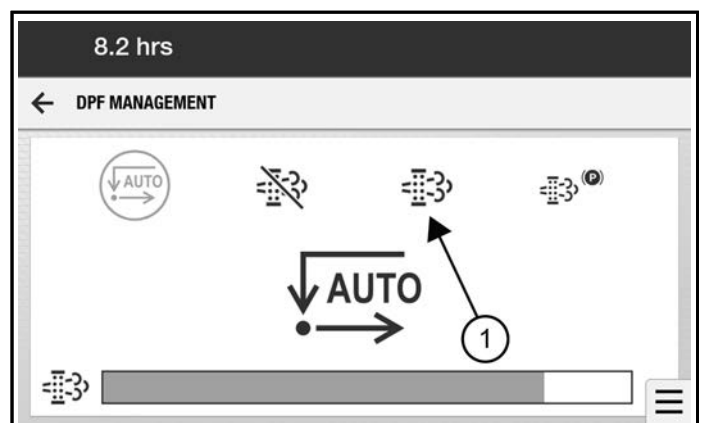 8.2 hrs
DPF MANAGEMENT
AUTO
(P)
AUTO
1